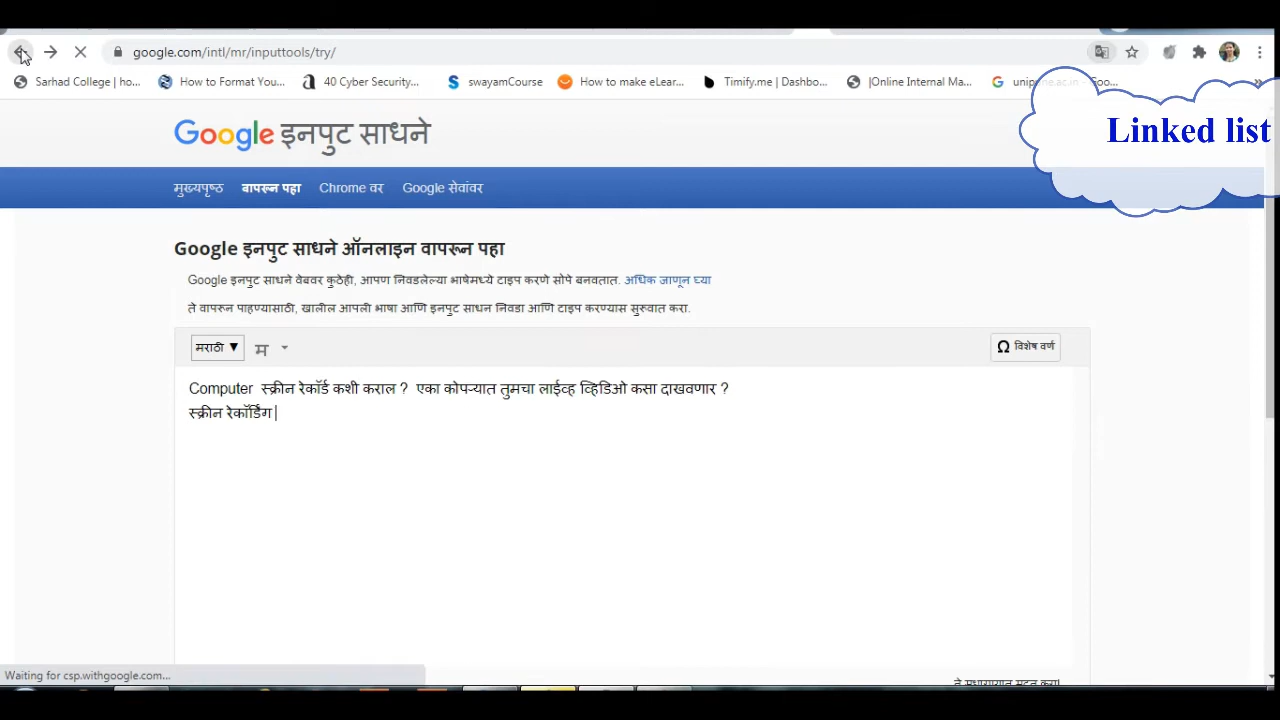 google.com/intl/mr/inputtools/try/
Sarhad College | ho... How to Format You... 40 Cyber Security... swayamCourse How to make eLear... Timify.me | Dashbo... |Online Internal Ma...
Linked list
Google इनपुट साधने
मुख्यपृष्ठ वापरून पहा Chrome वर Google सेवांवर
Google इनपुट साधने ऑनलाइन वापरून पहा
Google इनपुट साधने वेबवर कुठेही, आपण निवडलेल्या भाषेमध्ये टाइप करणे सोपे बनवतात. अधिक जाणून घ्या
ते वापरून पाहण्यासाठी, खालील आपली भाषा आणि इनपुट साधन निवडा आणि टाइप करण्यास सुरुवात करा.
मराठी ▼ म Ω विशेष वर्ण
Computer स्क्रीन रेकॉर्ड कशी कराल ? एका कोपऱ्यात तुमचा लाईव्ह व्हिडिओ कसा दाखवणार ?
स्क्रीन रेकॉर्डिंग
Waiting for csp.withgoogle.com...